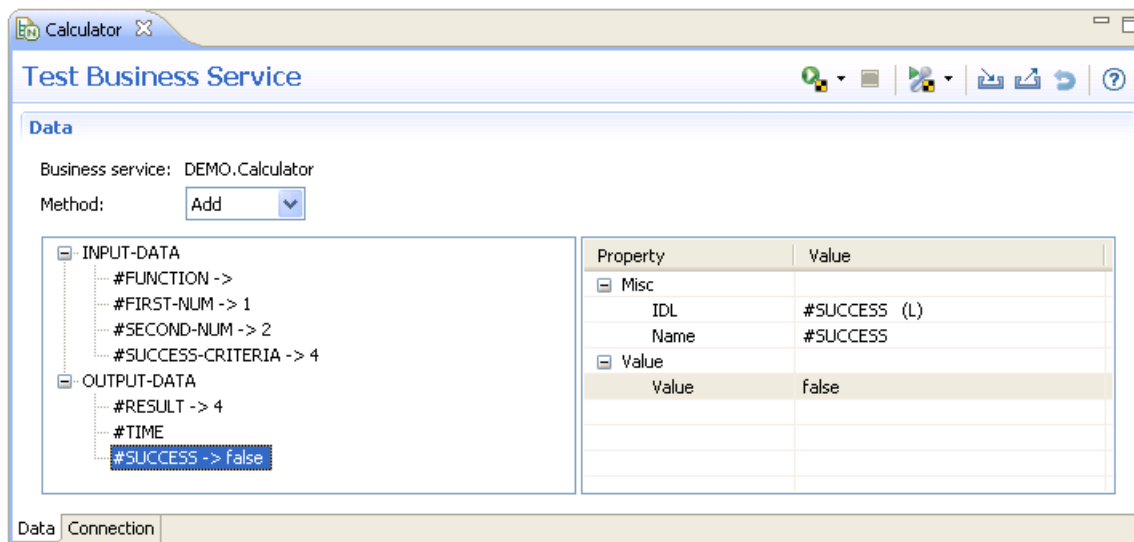 Calculator
Test Business Service
Data
Business service: DEMO.Calculator
Method: Add
INPUT-DATA
#FUNCTION ->
#FIRST-NUM -> 1
#SECOND-NUM -> 2
#SUCCESS-CRITERIA -> 4
OUTPUT-DATA
#RESULT -> 4
#TIME
#SUCCESS -> false
Property Value
Misc
IDL #SUCCESS (L)
Name #SUCCESS
Value
Value false
Data Connection